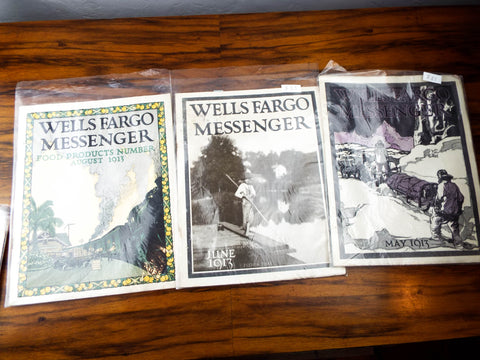 WELLS FARGO
MESSENGER
FOOD PRODUCTS NUMBER
AUGUST 1913
WELLS FARGO
MESSENGER
JUNE
1913
MAY 1913